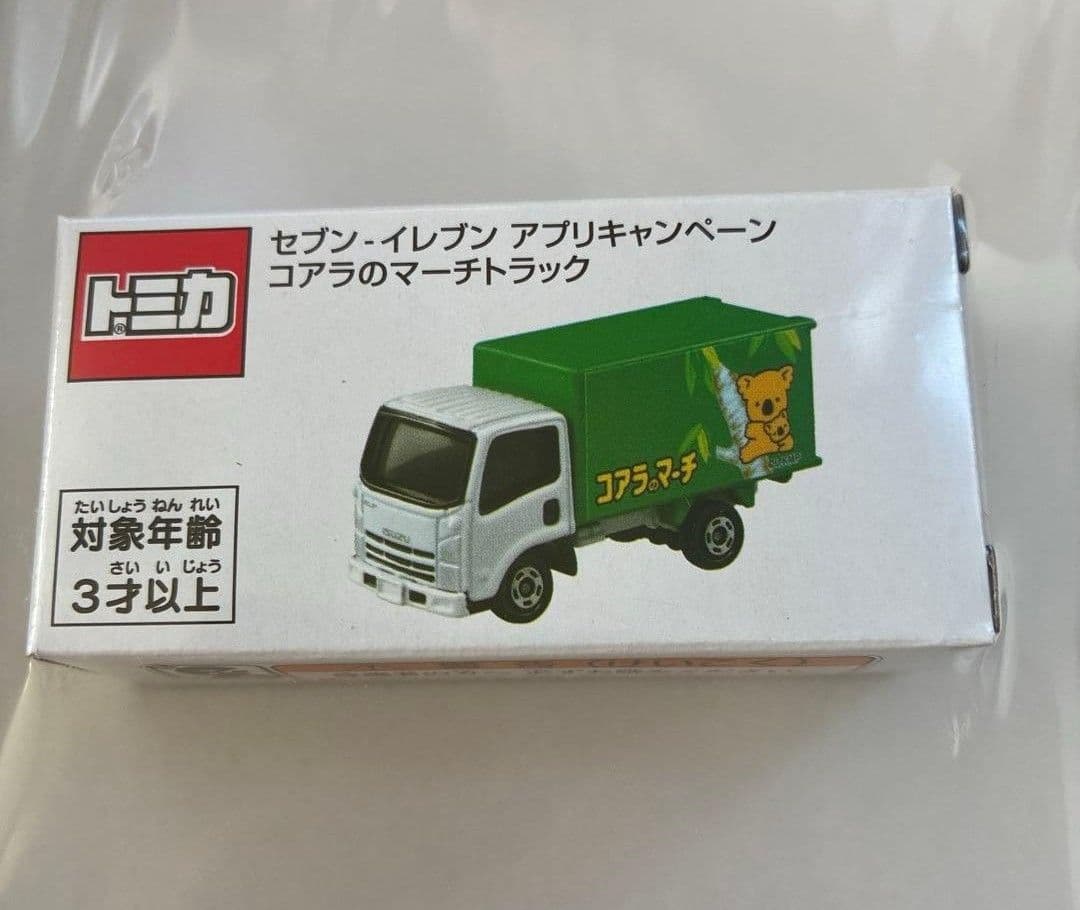 セブン-イレブン アプリキャンペーン
コアラのマーチトラック
トミカ®
コアラのマーチ
ISUZU
たいしょう ねん れい
対象年齢
さい い じょう
3才以上